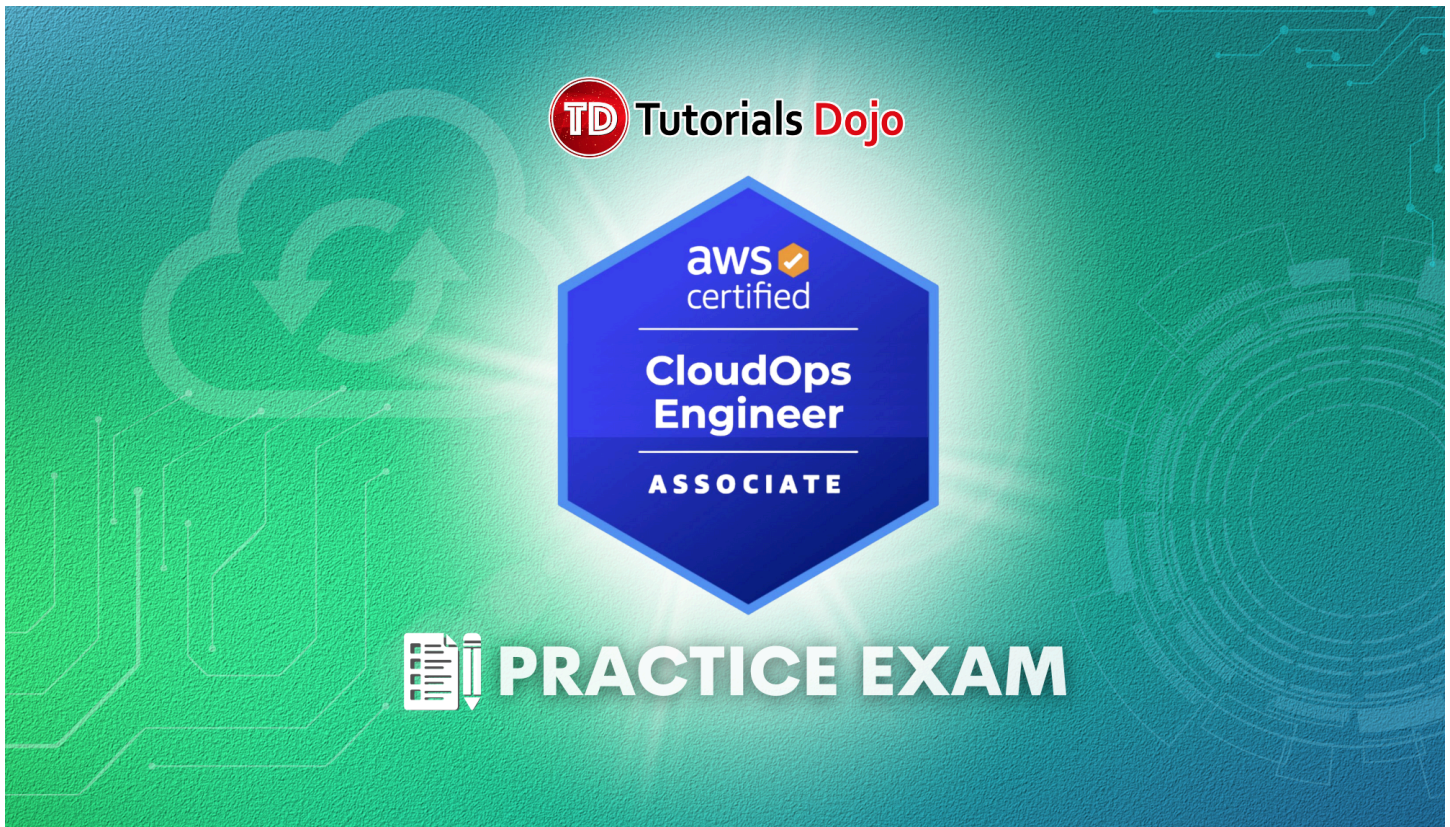 TD Tutorials Dojo
aws
certified
CloudOps
Engineer
ASSOCIATE
PRACTICE EXAM